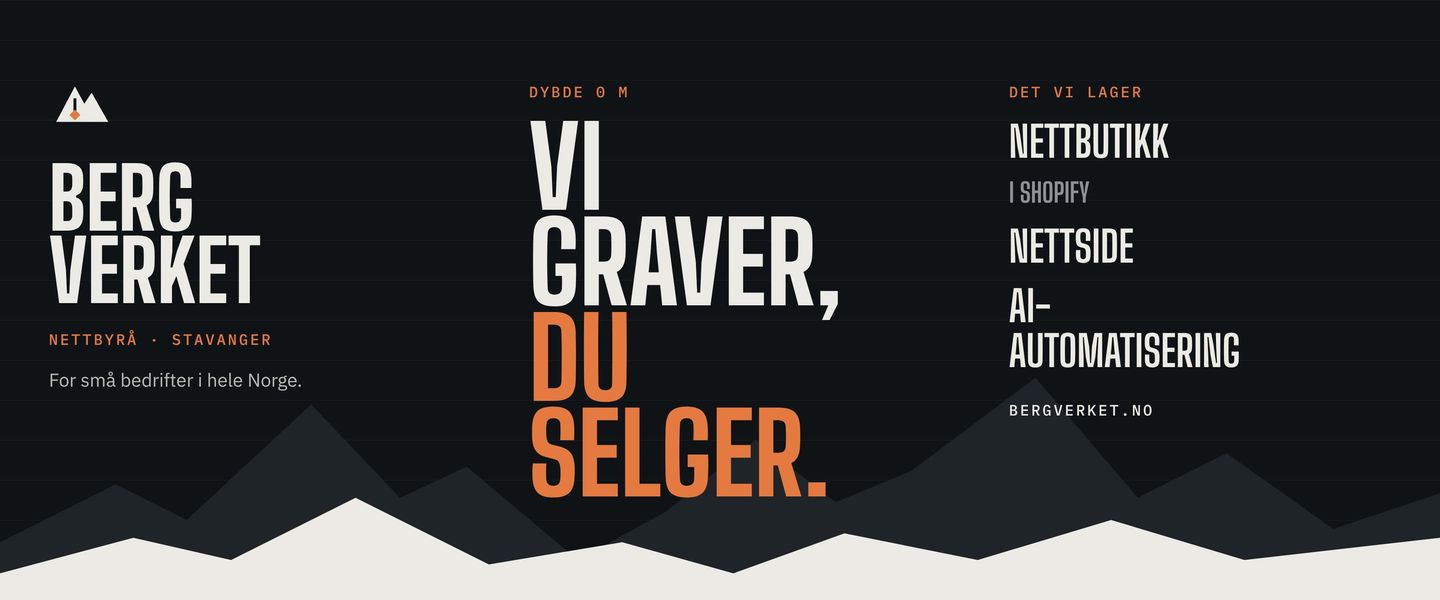 BERG
VERKET
NETTBYRÅ · STAVANGER
For små bedrifter i hele Norge.
DYBDE 0 M
VI
GRAVER,
DU
SELGER.
DET VI LAGER
NETTBUTIKK
I SHOPIFY
NETTSIDE
AI-
AUTOMATISERING
BERGVERKET.NO